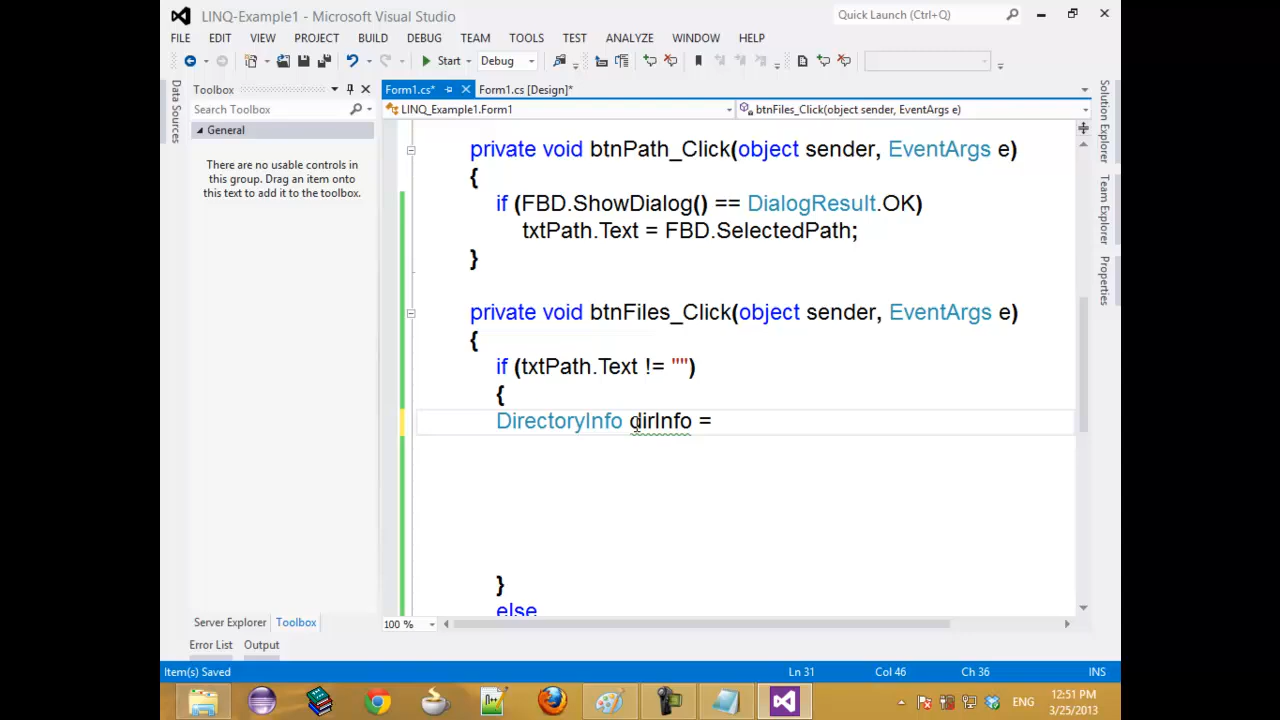 LINQ-Example1 - Microsoft Visual Studio
Quick Launch (Ctrl+Q)
FILE EDIT VIEW PROJECT BUILD DEBUG TEAM TOOLS TEST ANALYZE WINDOW HELP
Start Debug
Data Sources
Toolbox
Search Toolbox
General
There are no usable controls in
this group. Drag an item onto
this text to add it to the toolbox.
Server Explorer Toolbox
Error List Output
Form1.cs* Form1.cs [Design]*
LINQ_Example1.Form1 btnFiles_Click(object sender, EventArgs e)
private void btnPath_Click(object sender, EventArgs e)
{
if (FBD.ShowDialog() == DialogResult.OK)
txtPath.Text = FBD.SelectedPath;
}
private void btnFiles_Click(object sender, EventArgs e)
{
if (txtPath.Text != "")
{
DirectoryInfo dirInfo =
}
else
100 %
Solution Explorer
Team Explorer
Properties
Item(s) Saved Ln 31 Col 46 Ch 36 INS
ENG
12:51 PM
3/25/2013